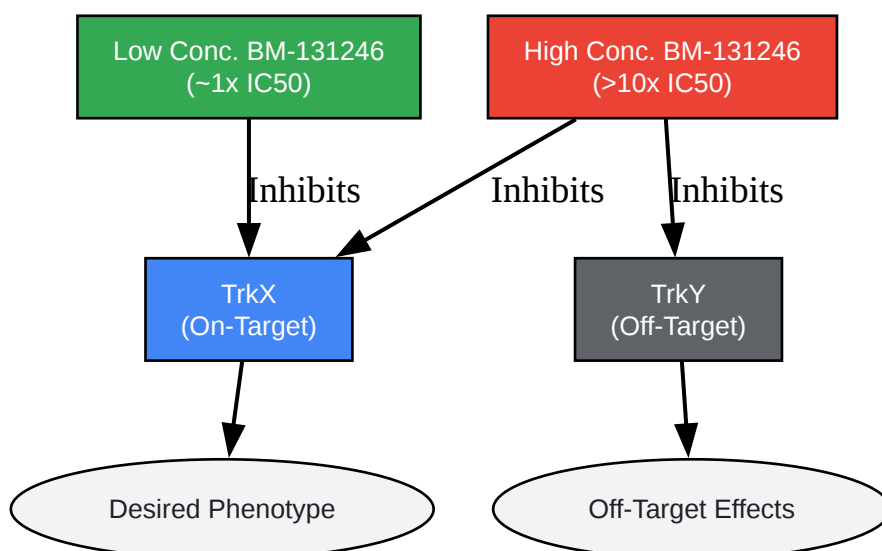 Low Conc. BM-131246
(~1x IC50)
High Conc. BM-131246
(>10x IC50)
Inhibits
Inhibits
Inhibits
TrkX
(On-Target)
TrkY
(Off-Target)
Desired Phenotype
Off-Target Effects